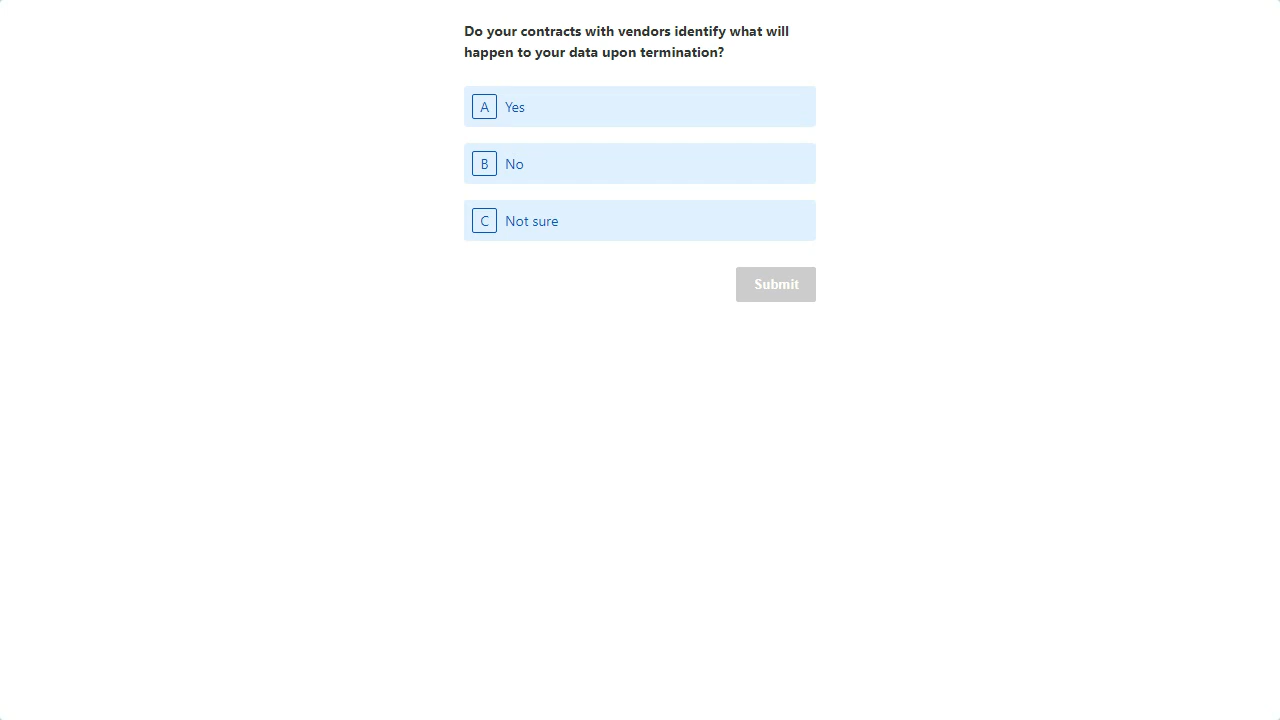 Do your contracts with vendors identify what will
happen to your data upon termination?
A Yes
B No
C Not sure
Submit